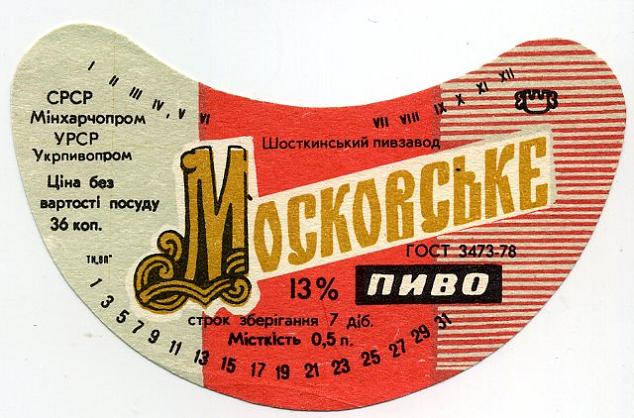 I II III IV V VI
VII VIII IX X XI XII
СРСР
Мінхарчопром
УРСР
Укрпивопром
Ціна без
вартості посуду
36 коп.
Шосткинський пивзавод
Московське
ГОСТ 3473-78
13% пиво
строк зберігання 7 діб.
Місткість 0,5 л.
1 3 5 7 9 11 13 15 17 19 21 23 25 27 29 31